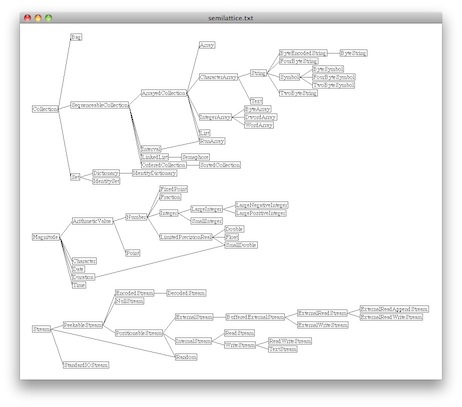 semilattice.txt
Bag
Array
ByteEncodedString
ByteString
FourByteString
String
CharacterArray
Symbol
ByteSymbol
FourByteSymbol
TwoByteSymbol
ArrayedCollection
TwoByteString
Text
Collection
SequenceableCollection
IntegerArray
ByteArray
DwordArray
WordArray
List
RunArray
Interval
LinkedList
Semaphore
OrderedCollection
SortedCollection
Set
Dictionary
IdentityDictionary
IdentitySet
FixedPoint
Fraction
Number
Integer
LargeInteger
LargeNegativeInteger
LargePositiveInteger
SmallInteger
ArithmeticValue
LimitedPrecisionReal
Double
Float
SmallDouble
Magnitude
Point
Character
Date
Duration
Time
EncodedStream
DecodedStream
NullStream
Stream
PeekableStream
PositionableStream
ExternalStream
BufferedExternalStream
ExternalReadStream
ExternalReadAppendStream
ExternalReadWriteStream
ExternalWriteStream
InternalStream
ReadStream
WriteStream
ReadWriteStream
TextStream
Random
StandardIOStream